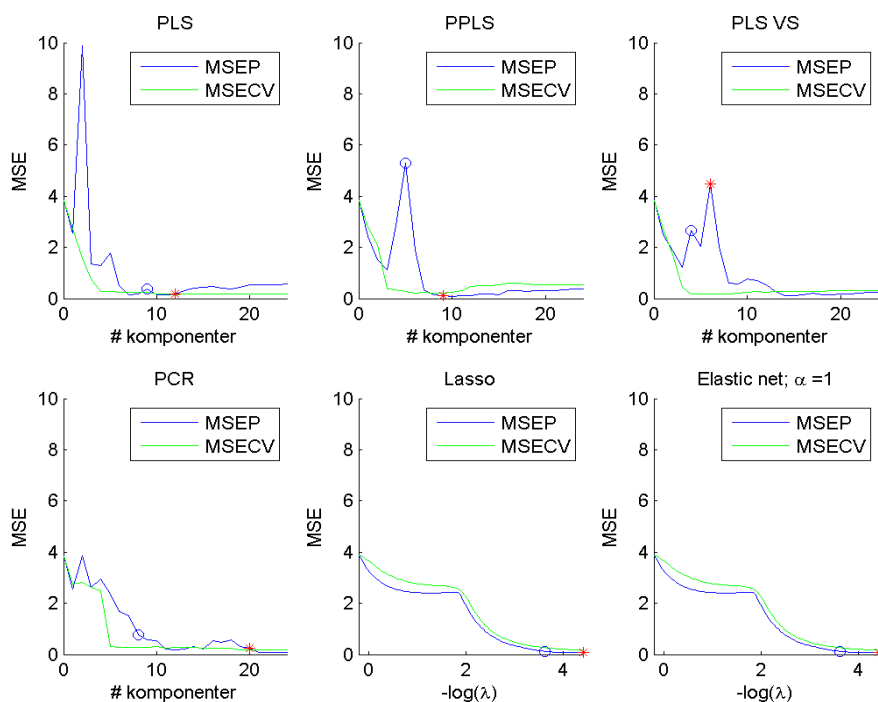 PLS
10
8
6
4
2
0
MSE
MSEP
MSECV
0 10 20
# komponenter
PPLS
10
8
6
4
2
0
MSE
MSEP
MSECV
0 10 20
# komponenter
PLS VS
10
8
6
4
2
0
MSE
MSEP
MSECV
0 10 20
# komponenter
PCR
10
8
6
4
2
0
MSE
MSEP
MSECV
0 10 20
# komponenter
Lasso
10
8
6
4
2
0
MSE
MSEP
MSECV
0 2 4
-log(λ)
Elastic net; α =1
10
8
6
4
2
0
MSE
MSEP
MSECV
0 2 4
-log(λ)